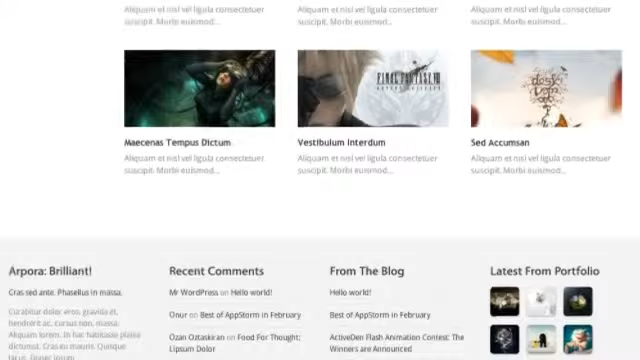 Aliquam et nisl vel ligula consectetuer
suscipit. Morbi euismod...
Aliquam et nisl vel ligula consectetuer
suscipit. Morbi euismod...
Aliquam et nisl vel ligula consectetuer
suscipit. Morbi euismod...
FINAL FANTASY VII
Maecenas Tempus Dictum
Vestibulum Interdum
Sed Accumsan
Aliquam et nisl vel ligula consectetuer
suscipit. Morbi euismod...
Aliquam et nisl vel ligula consectetuer
suscipit. Morbi euismod...
Aliquam et nisl vel ligula consectetuer
suscipit. Morbi euismod...
Arpora: Brilliant!
Cras sed ante. Phasellus in massa.
Curabitur dolor eros, gravida et,
hendrerit ac, cursus non, massa.
Aliquam lorem. In hac habitasse platea
dictumst. Cras eu mauris. Quisque
lacus. Donec ipsum
Recent Comments
Mr WordPress on Hello world!
Onur on Best of AppStorm in February
Ozan Oztaskiran on Food For Thought:
Lipsum Dolor
From The Blog
Hello world!
Best of AppStorm in February
ActiveDen Flash Animation Contest: The
Winners are Announced
Latest From Portfolio